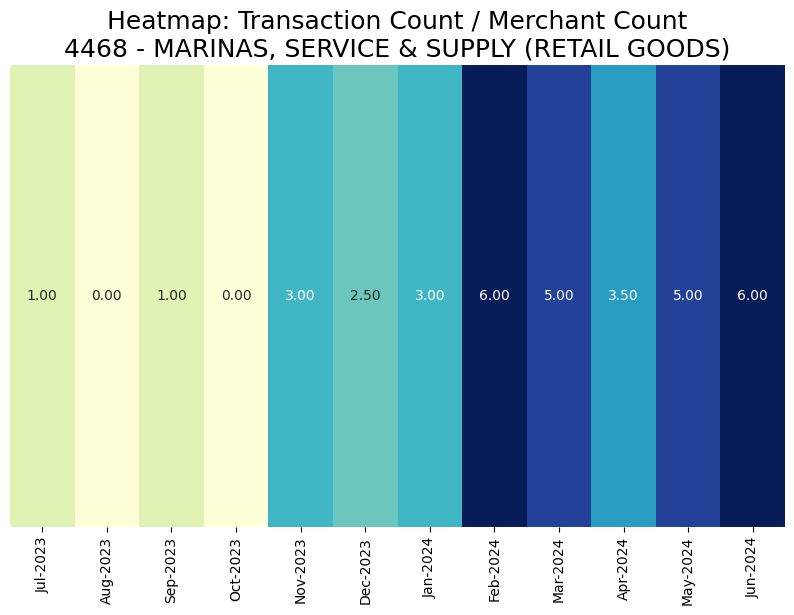 Heatmap: Transaction Count / Merchant Count
4468 - MARINAS, SERVICE & SUPPLY (RETAIL GOODS)
1.00 0.00 1.00 0.00 3.00 2.50 3.00 6.00 5.00 3.50 5.00 6.00
Jul-2023 Aug-2023 Sep-2023 Oct-2023 Nov-2023 Dec-2023 Jan-2024 Feb-2024 Mar-2024 Apr-2024 May-2024 Jun-2024